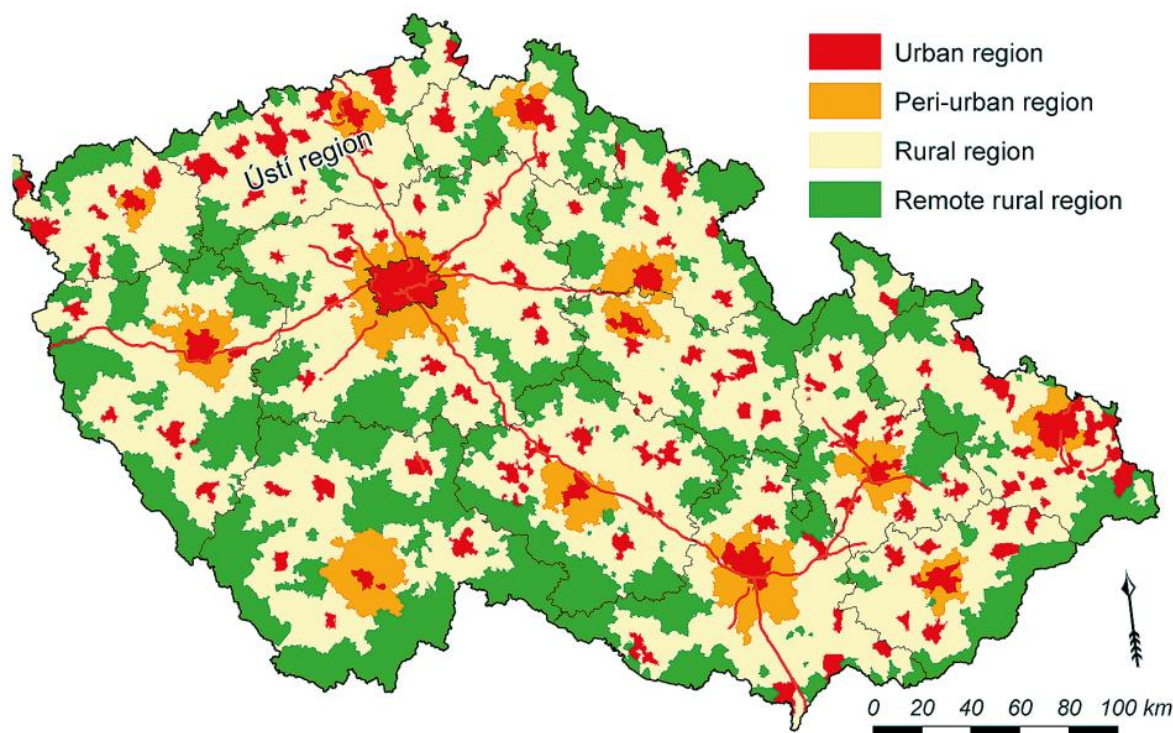 Urban region
Peri-urban region
Rural region
Remote rural region
Ústí region
0 20 40 60 80 100 km